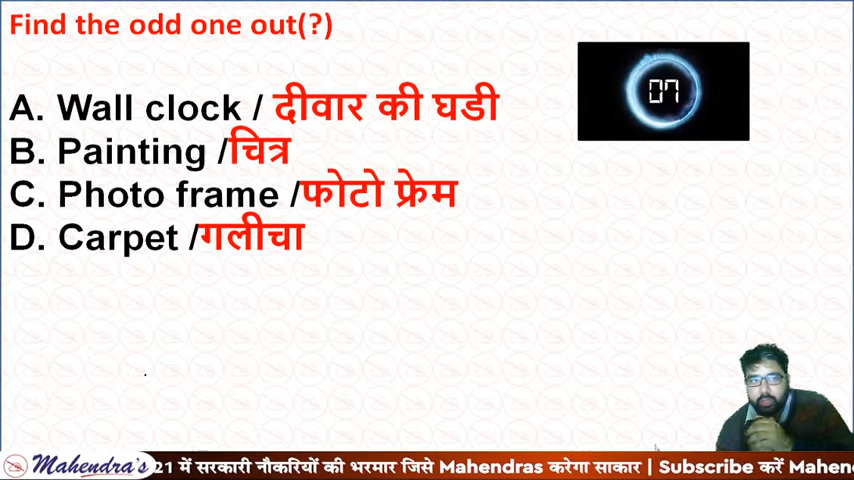 Find the odd one out(?)
07
A. Wall clock / दीवार की घडी
B. Painting /चित्र
C. Photo frame /फोटो फ्रेम
D. Carpet /गलीचा
Mahendra's 21 में सरकारी नौकरियों की भरमार जिसे Mahendras करेगा साकार | Subscribe करें Mahen